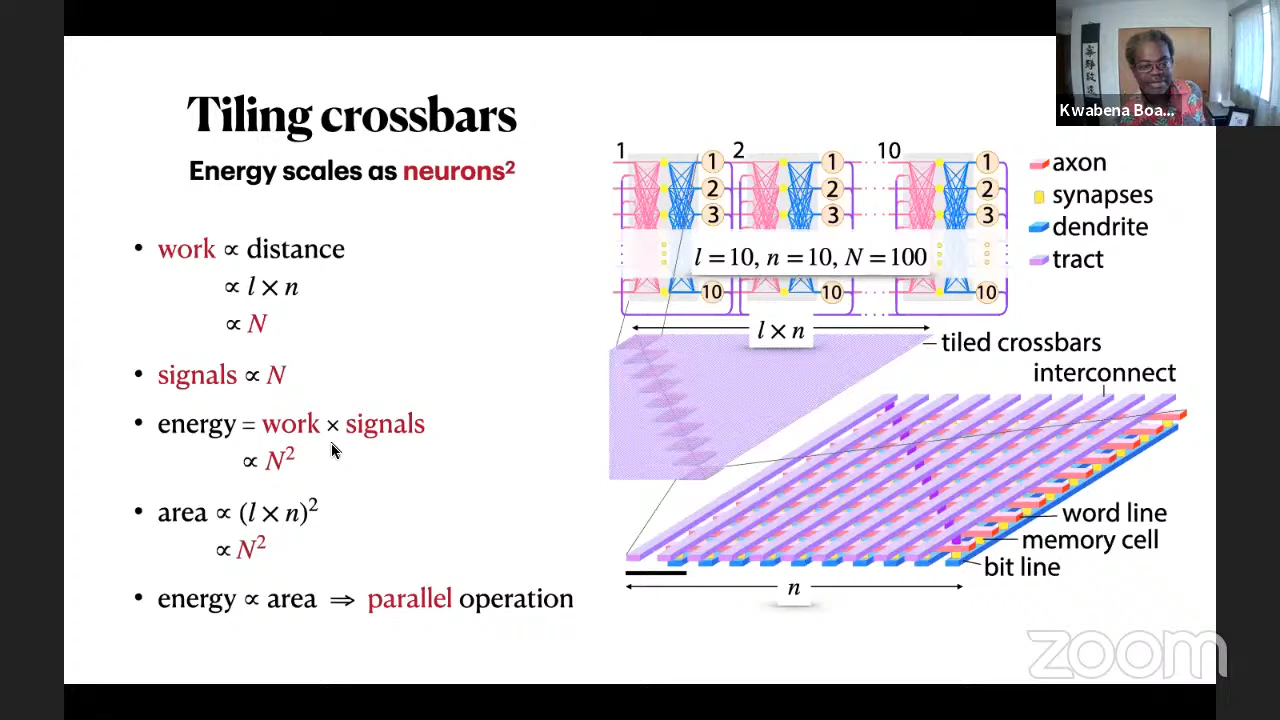 Kwabena Boa...
Tiling crossbars
Energy scales as neurons²
• work ∝ distance
∝ l × n
∝ N
• signals ∝ N
• energy = work × signals
∝ N²
• area ∝ (l × n)²
∝ N²
• energy ∝ area ⇒ parallel operation
1 2 10
1 1 1
2 2 2
3 3 3
l = 10, n = 10, N = 100
10 10 10
axon
synapses
dendrite
tract
l × n
tiled crossbars
interconnect
word line
memory cell
bit line
n
zoom